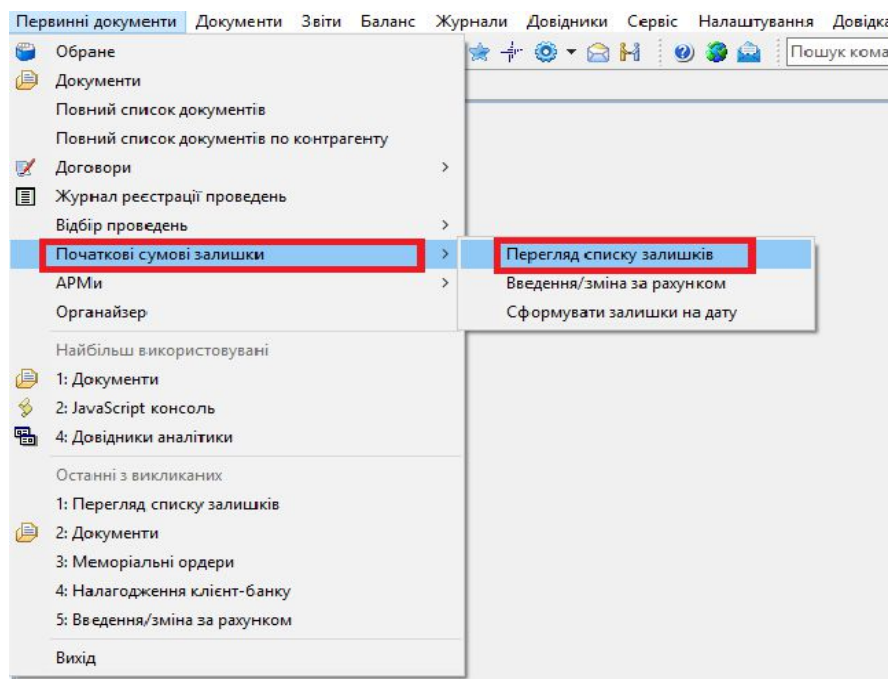 Первинні документи Документи Звіти Баланс Журнали Довідники Сервіс Налаштування Довідка
Обране
Пошук кома
Документи
Повний список документів
Повний список документів по контрагенту
Договори
Журнал реєстрації проведень
Відбір проведень
Початкові сумові залишки
Перегляд списку залишків
АРМи
Введення/зміна за рахунком
Органайзер
Сформувати залишки на дату
Найбільш використовувані
1: Документи
2: JavaScript консоль
4: Довідники аналітики
Останні з викликаних
1: Перегляд списку залишків
2: Документи
3: Меморіальні ордери
4: Налагодження клієнт-банку
5: Введення/зміна за рахунком
Вихід